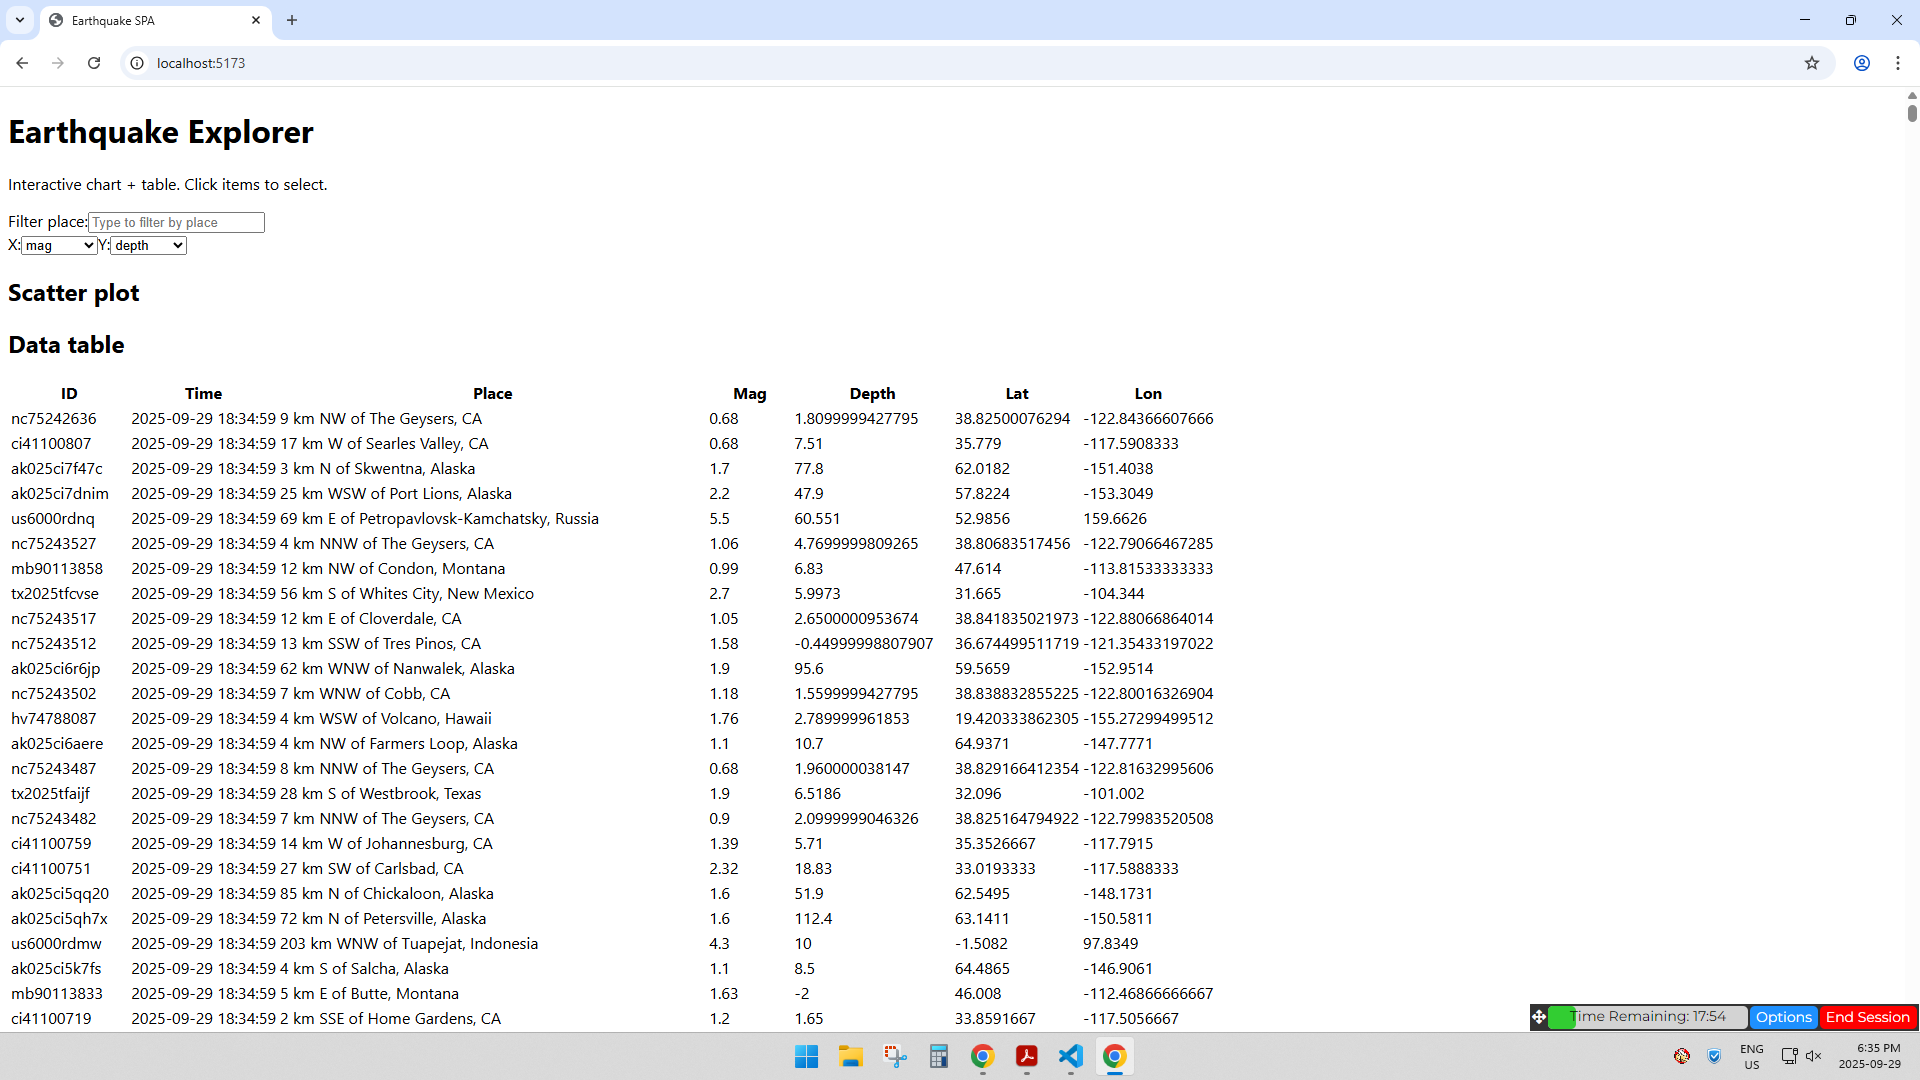 Earthquake SPA
localhost:5173
Earthquake Explorer
Interactive chart + table. Click items to select.
Filter place: Type to filter by place
X: mag Y: depth
Scatter plot
Data table
ID Time Place Mag Depth Lat Lon
nc75242636 2025-09-29 18:34:59 9 km NW of The Geysers, CA 0.68 1.8099999427795 38.82500076294 -122.84366607666
ci41100807 2025-09-29 18:34:59 17 km W of Searles Valley, CA 0.68 7.51 35.779 -117.5908333
ak025ci7f47c 2025-09-29 18:34:59 3 km N of Skwentna, Alaska 1.7 77.8 62.0182 -151.4038
ak025ci7dnim 2025-09-29 18:34:59 25 km WSW of Port Lions, Alaska 2.2 47.9 57.8224 -153.3049
us6000rdnq 2025-09-29 18:34:59 69 km E of Petropavlovsk-Kamchatsky, Russia 5.5 60.551 52.9856 159.6626
nc75243527 2025-09-29 18:34:59 4 km NNW of The Geysers, CA 1.06 4.7699999809265 38.80683517456 -122.79066467285
mb90113858 2025-09-29 18:34:59 12 km NW of Condon, Montana 0.99 6.83 47.614 -113.81533333333
tx2025tfcvse 2025-09-29 18:34:59 56 km S of Whites City, New Mexico 2.7 5.9973 31.665 -104.344
nc75243517 2025-09-29 18:34:59 12 km E of Cloverdale, CA 1.05 2.6500000953674 38.841835021973 -122.88066864014
nc75243512 2025-09-29 18:34:59 13 km SSW of Tres Pinos, CA 1.58 -0.44999998807907 36.674499511719 -121.35433197022
ak025ci6r6jp 2025-09-29 18:34:59 62 km WNW of Nanwalek, Alaska 1.9 95.6 59.5659 -152.9514
nc75243502 2025-09-29 18:34:59 7 km WNW of Cobb, CA 1.18 1.5599999427795 38.838832855225 -122.80016326904
hv74788087 2025-09-29 18:34:59 4 km WSW of Volcano, Hawaii 1.76 2.789999961853 19.420333862305 -155.27299499512
ak025ci6aere 2025-09-29 18:34:59 4 km NW of Farmers Loop, Alaska 1.1 10.7 64.9371 -147.7771
nc75243487 2025-09-29 18:34:59 8 km NNW of The Geysers, CA 0.68 1.960000038147 38.829166412354 -122.81632995606
tx2025tfaijf 2025-09-29 18:34:59 28 km S of Westbrook, Texas 1.9 6.5186 32.096 -101.002
nc75243482 2025-09-29 18:34:59 7 km NNW of The Geysers, CA 0.9 2.0999999046326 38.825164794922 -122.79983520508
ci41100759 2025-09-29 18:34:59 14 km W of Johannesburg, CA 1.39 5.71 35.3526667 -117.7915
ci41100751 2025-09-29 18:34:59 27 km SW of Carlsbad, CA 2.32 18.83 33.0193333 -117.5888333
ak025ci5qq20 2025-09-29 18:34:59 85 km N of Chickaloon, Alaska 1.6 51.9 62.5495 -148.1731
ak025ci5qh7x 2025-09-29 18:34:59 72 km N of Petersville, Alaska 1.6 112.4 63.1411 -150.5811
us6000rdmw 2025-09-29 18:34:59 203 km WNW of Tuapejat, Indonesia 4.3 10 -1.5082 97.8349
ak025ci5k7fs 2025-09-29 18:34:59 4 km S of Salcha, Alaska 1.1 8.5 64.4865 -146.9061
mb90113833 2025-09-29 18:34:59 5 km E of Butte, Montana 1.63 -2 46.008 -112.46866666667
ci41100719 2025-09-29 18:34:59 2 km SSE of Home Gardens, CA 1.2 1.65 33.8591667 -117.5056667
Time Remaining: 17:54 Options End Session
ENG 6:35 PM
US 2025-09-29